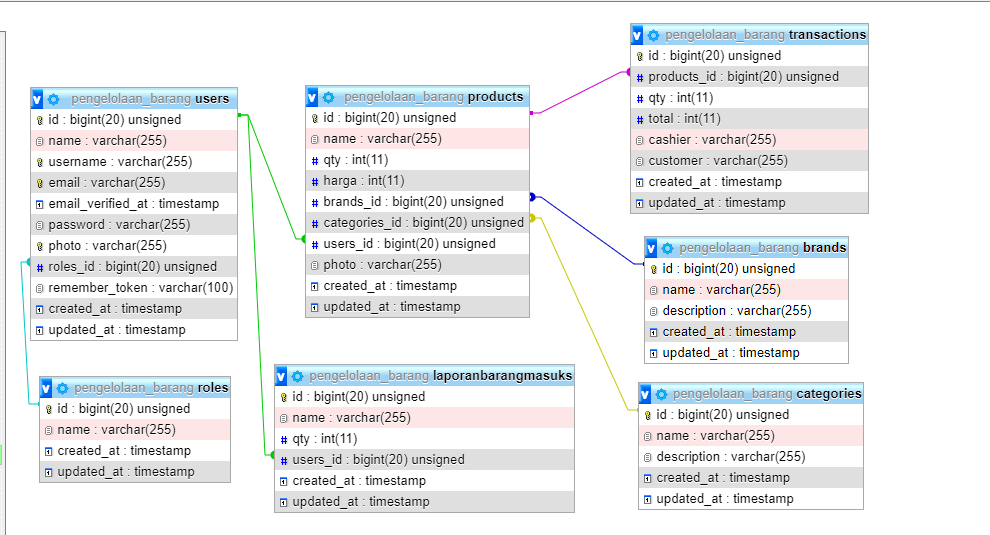 pengelolaan_barang users
id : bigint(20) unsigned
name : varchar(255)
username : varchar(255)
email : varchar(255)
email_verified_at : timestamp
password : varchar(255)
photo : varchar(255)
roles_id : bigint(20) unsigned
remember_token : varchar(100)
created_at : timestamp
updated_at : timestamp
pengelolaan_barang roles
id : bigint(20) unsigned
name : varchar(255)
created_at : timestamp
updated_at : timestamp
pengelolaan_barang products
id : bigint(20) unsigned
name : varchar(255)
qty : int(11)
harga : int(11)
brands_id : bigint(20) unsigned
categories_id : bigint(20) unsigned
users_id : bigint(20) unsigned
photo : varchar(255)
created_at : timestamp
updated_at : timestamp
pengelolaan_barang laporanbarangmasuks
id : bigint(20) unsigned
name : varchar(255)
qty : int(11)
users_id : bigint(20) unsigned
created_at : timestamp
updated_at : timestamp
pengelolaan_barang transactions
id : bigint(20) unsigned
products_id : bigint(20) unsigned
qty : int(11)
total : int(11)
cashier : varchar(255)
customer : varchar(255)
created_at : timestamp
updated_at : timestamp
pengelolaan_barang brands
id : bigint(20) unsigned
name : varchar(255)
description : varchar(255)
created_at : timestamp
updated_at : timestamp
pengelolaan_barang categories
id : bigint(20) unsigned
name : varchar(255)
description : varchar(255)
created_at : timestamp
updated_at : timestamp